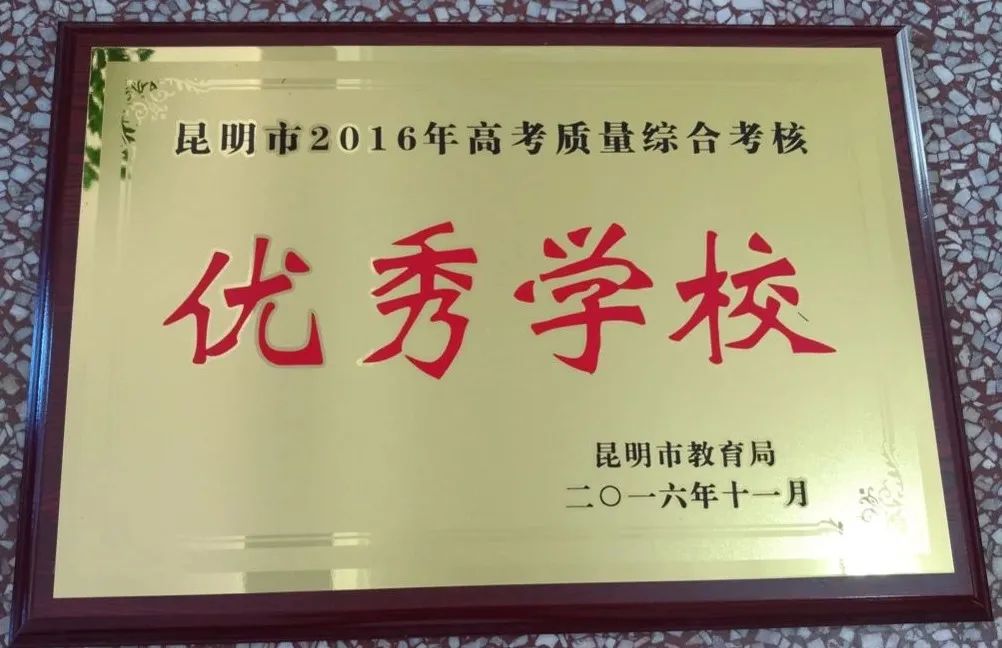 昆明市2016年高考质量综合考核
优秀学校
昆明市教育局
二〇一六年十一月